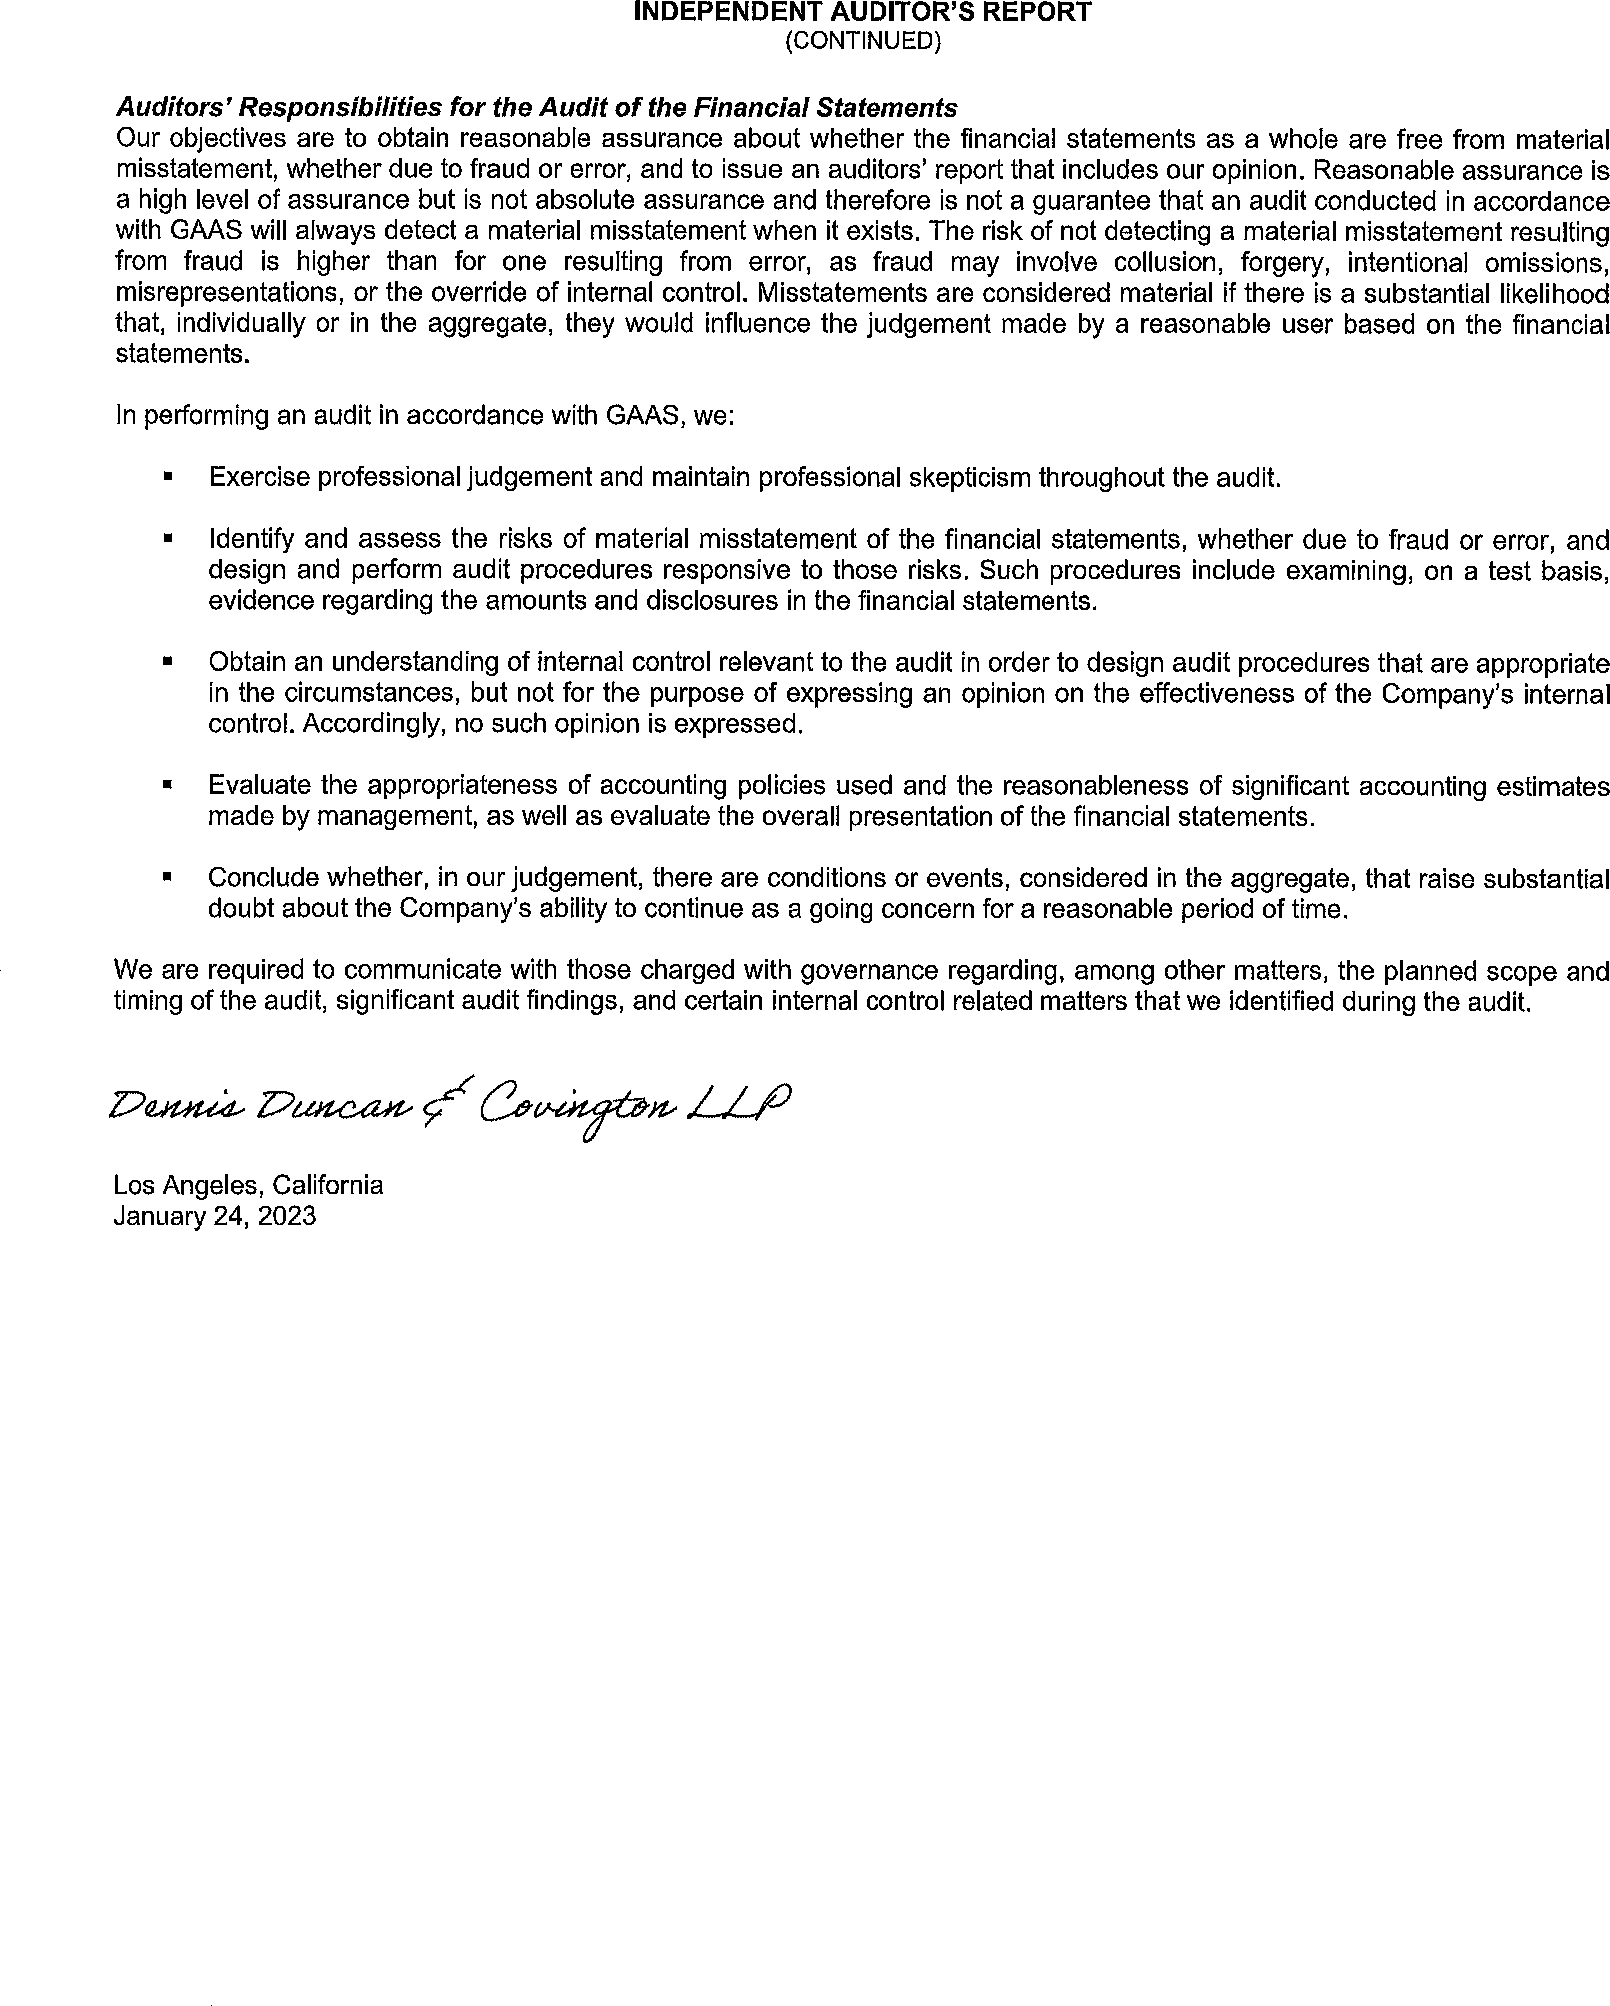 INDEPENDENT AUDITOR'S REPORT
(CONTINUED)
Auditors' Responsibilities for the Audit of the Financial Statements
Our objectives are to obtain reasonable assurance about whether the financial statements as a whole are free from material
misstatement, whether due to fraud or error, and to issue an auditors' report that includes our opinion. Reasonable assurance is
a high level of assurance but is not absolute assurance and therefore is not a guarantee that an audit conducted in accordance
with GAAS will always detect a material misstatement when it exists. The risk of not detecting a material misstatement resulting
from fraud is higher than for one resulting from error, as fraud may involve collusion, forgery, intentional omissions,
misrepresentations, or the override of internal control. Misstatements are considered material if there is a substantial likelihood
that, individually or in the aggregate, they would influence the judgement made by a reasonable user based on the financial
statements.
In performing an audit in accordance with GAAS, we:
▪ Exercise professional judgement and maintain professional skepticism throughout the audit.
▪ Identify and assess the risks of material misstatement of the financial statements, whether due to fraud or error, and
design and perform audit procedures responsive to those risks. Such procedures include examining, on a test basis,
evidence regarding the amounts and disclosures in the financial statements.
▪ Obtain an understanding of internal control relevant to the audit in order to design audit procedures that are appropriate
in the circumstances, but not for the purpose of expressing an opinion on the effectiveness of the Company's internal
control. Accordingly, no such opinion is expressed.
▪ Evaluate the appropriateness of accounting policies used and the reasonableness of significant accounting estimates
made by management, as well as evaluate the overall presentation of the financial statements.
▪ Conclude whether, in our judgement, there are conditions or events, considered in the aggregate, that raise substantial
doubt about the Company's ability to continue as a going concern for a reasonable period of time.
We are required to communicate with those charged with governance regarding, among other matters, the planned scope and
timing of the audit, significant audit findings, and certain internal control related matters that we identified during the audit.
Dennis Duncan & Covington LLP
Los Angeles, California
January 24, 2023